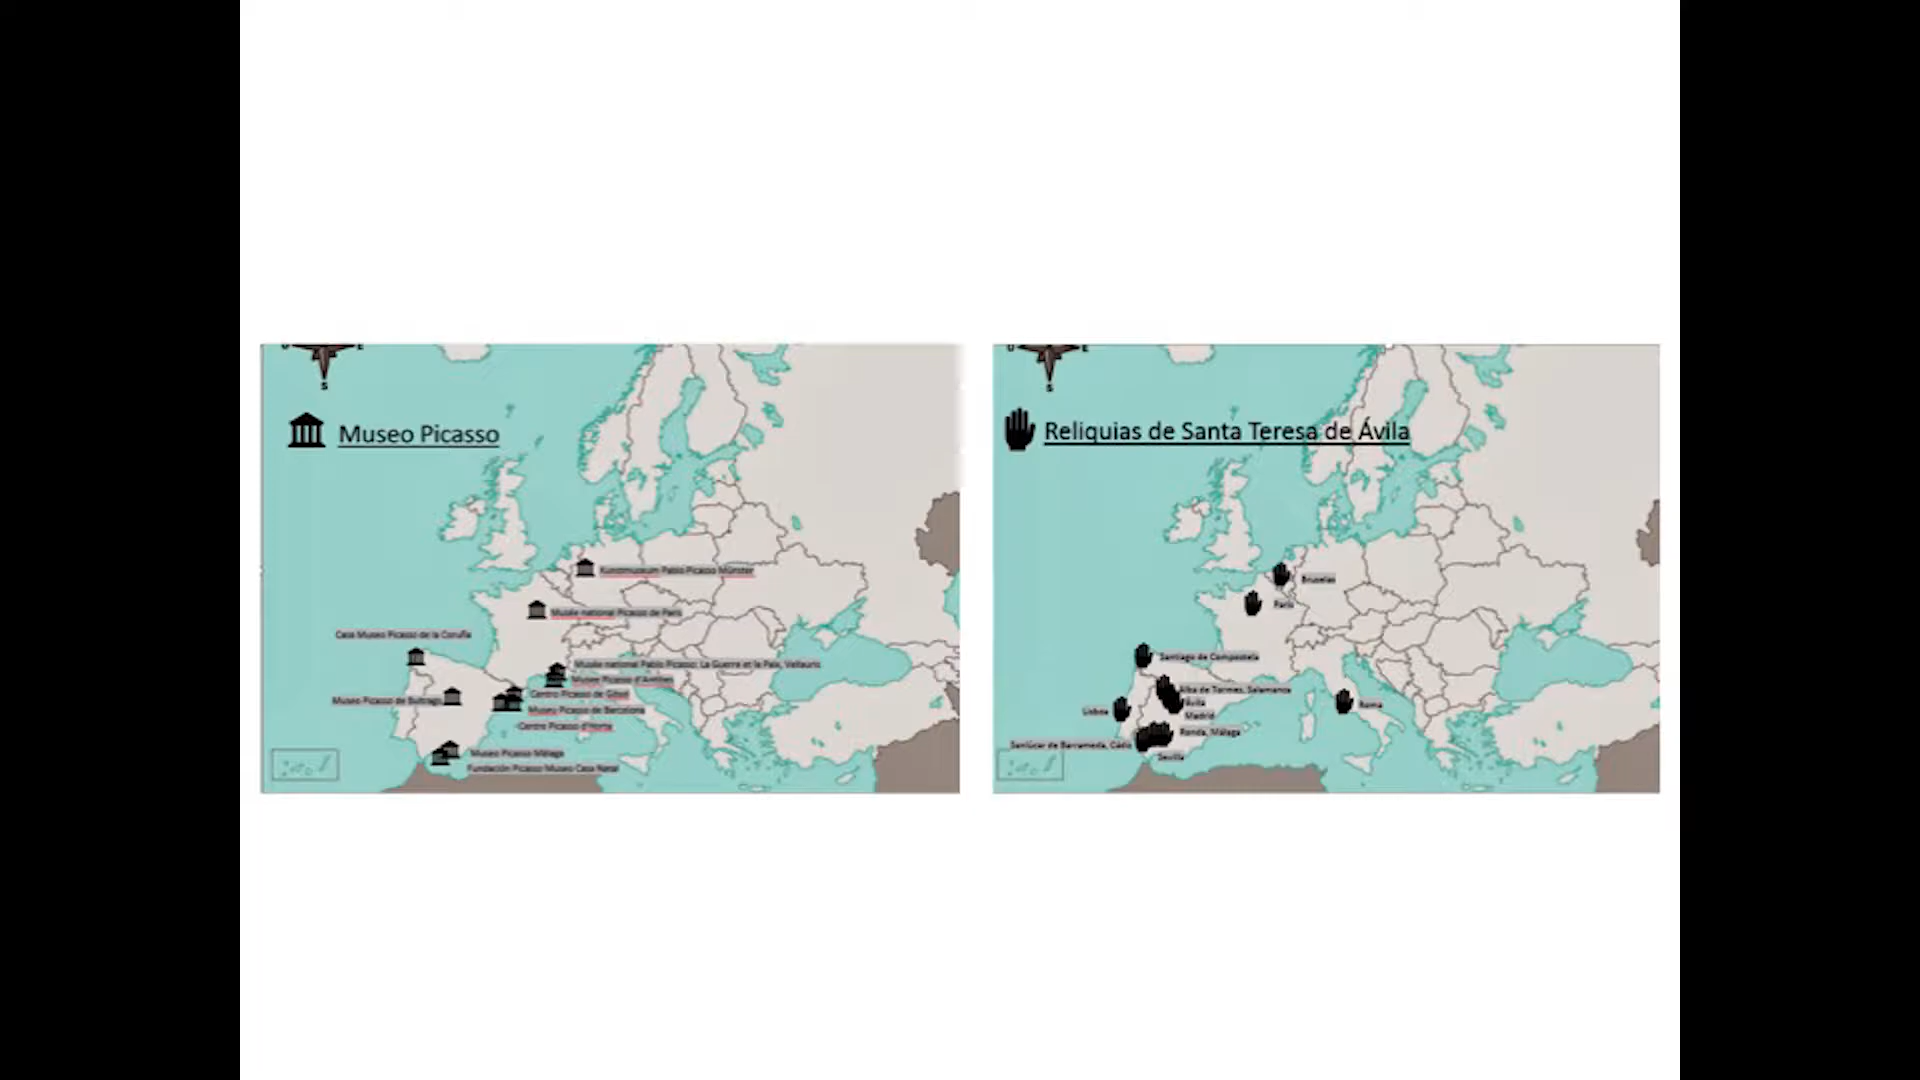 S
Museo Picasso
Kunstmuseum Pablo Picasso Münster
Musée national Picasso de Paris
Casa Museo Picasso de la Coruña
Musée national Pablo Picasso: La Guerre et la Paix, Vallauris
Musée Picasso d'Antibes
Centro Picasso de Gósol
Museo Picasso de Buitrago
Museu Picasso de Barcelona
Centro Picasso d'Horta
Museo Picasso Málaga
Fundación Picasso Museo Casa Natal
O E
S
Reliquias de Santa Teresa de Ávila
Bruselas
París
Santiago de Compostela
Alba de Tormes, Salamanca
Ávila
Roma
Lisboa
Madrid
Ronda, Málaga
Sanlúcar de Barrameda, Cádiz
Sevilla